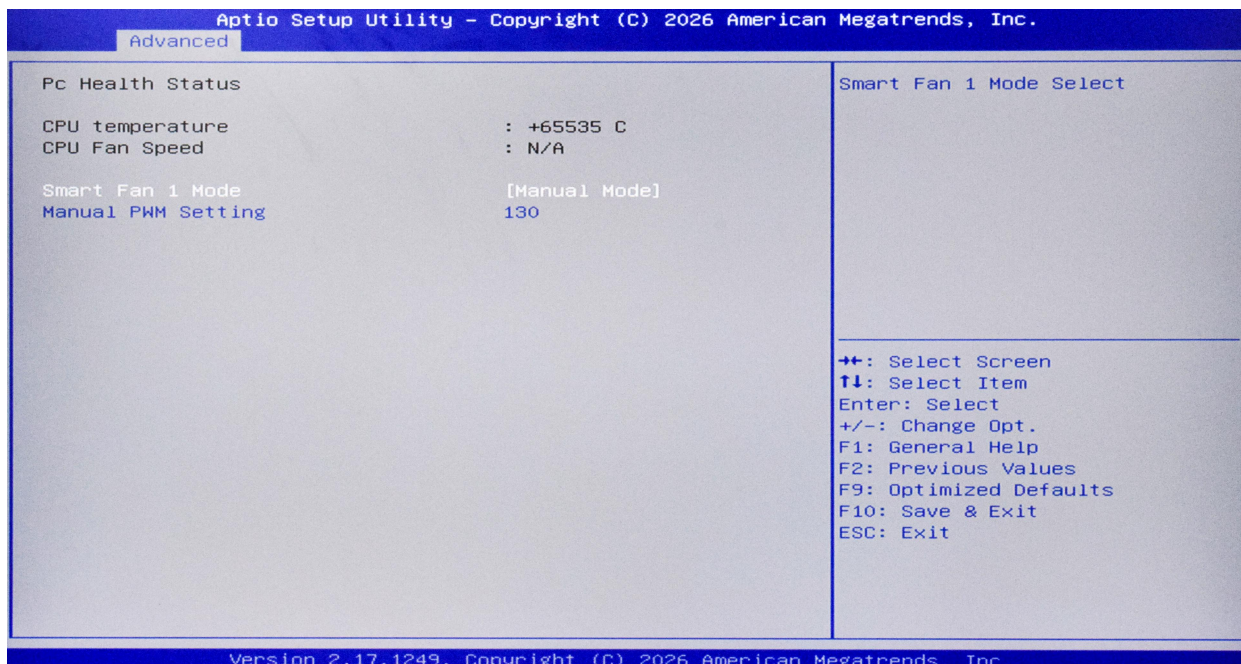 Aptio Setup Utility – Copyright (C) 2026 American Megatrends, Inc.
Advanced
Pc Health Status
CPU temperature : +65535 C
CPU Fan Speed : N/A
Smart Fan 1 Mode [Manual Mode]
Manual PWM Setting 130
Smart Fan 1 Mode Select
→←: Select Screen
↑↓: Select Item
Enter: Select
+/-: Change Opt.
F1: General Help
F2: Previous Values
F9: Optimized Defaults
F10: Save & Exit
ESC: Exit
Version 2.17.1249. Copyright (C) 2026 American Megatrends, Inc.